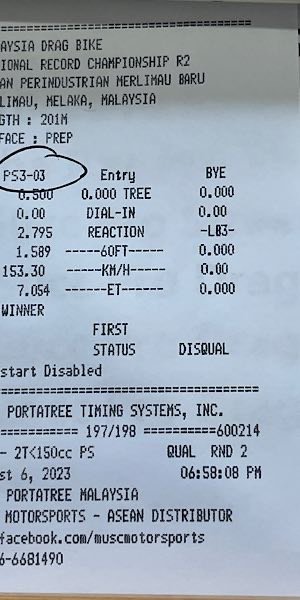 ===============================
AYSIA DRAG BIKE
IONAL RECORD CHAMPIONSHIP R2
AN PERINDUSTRIAN MERLIMAU BARU
LIMAU, MELAKA, MALAYSIA
GTH : 201M
FACE : PREP
PS3-03 Entry BYE
0.500 0.000 TREE 0.000
0.00 DIAL-IN 0.00
2.795 REACTION -LB3-
1.589 -----60FT------ 0.000
153.30 -----KM/H------ 0.00
7.054 ------ET------- 0.000
WINNER
FIRST
STATUS DISQUAL
start Disabled
===============================
PORTATREE TIMING SYSTEMS, INC.
=========== 197/198 ==========600214
- 2T<150cc PS QUAL RND 2
st 6, 2023 06:58:08 PM
PORTATREE MALAYSIA
MOTORSPORTS - ASEAN DISTRIBUTOR
facebook.com/muscmotorsports
6-6681490